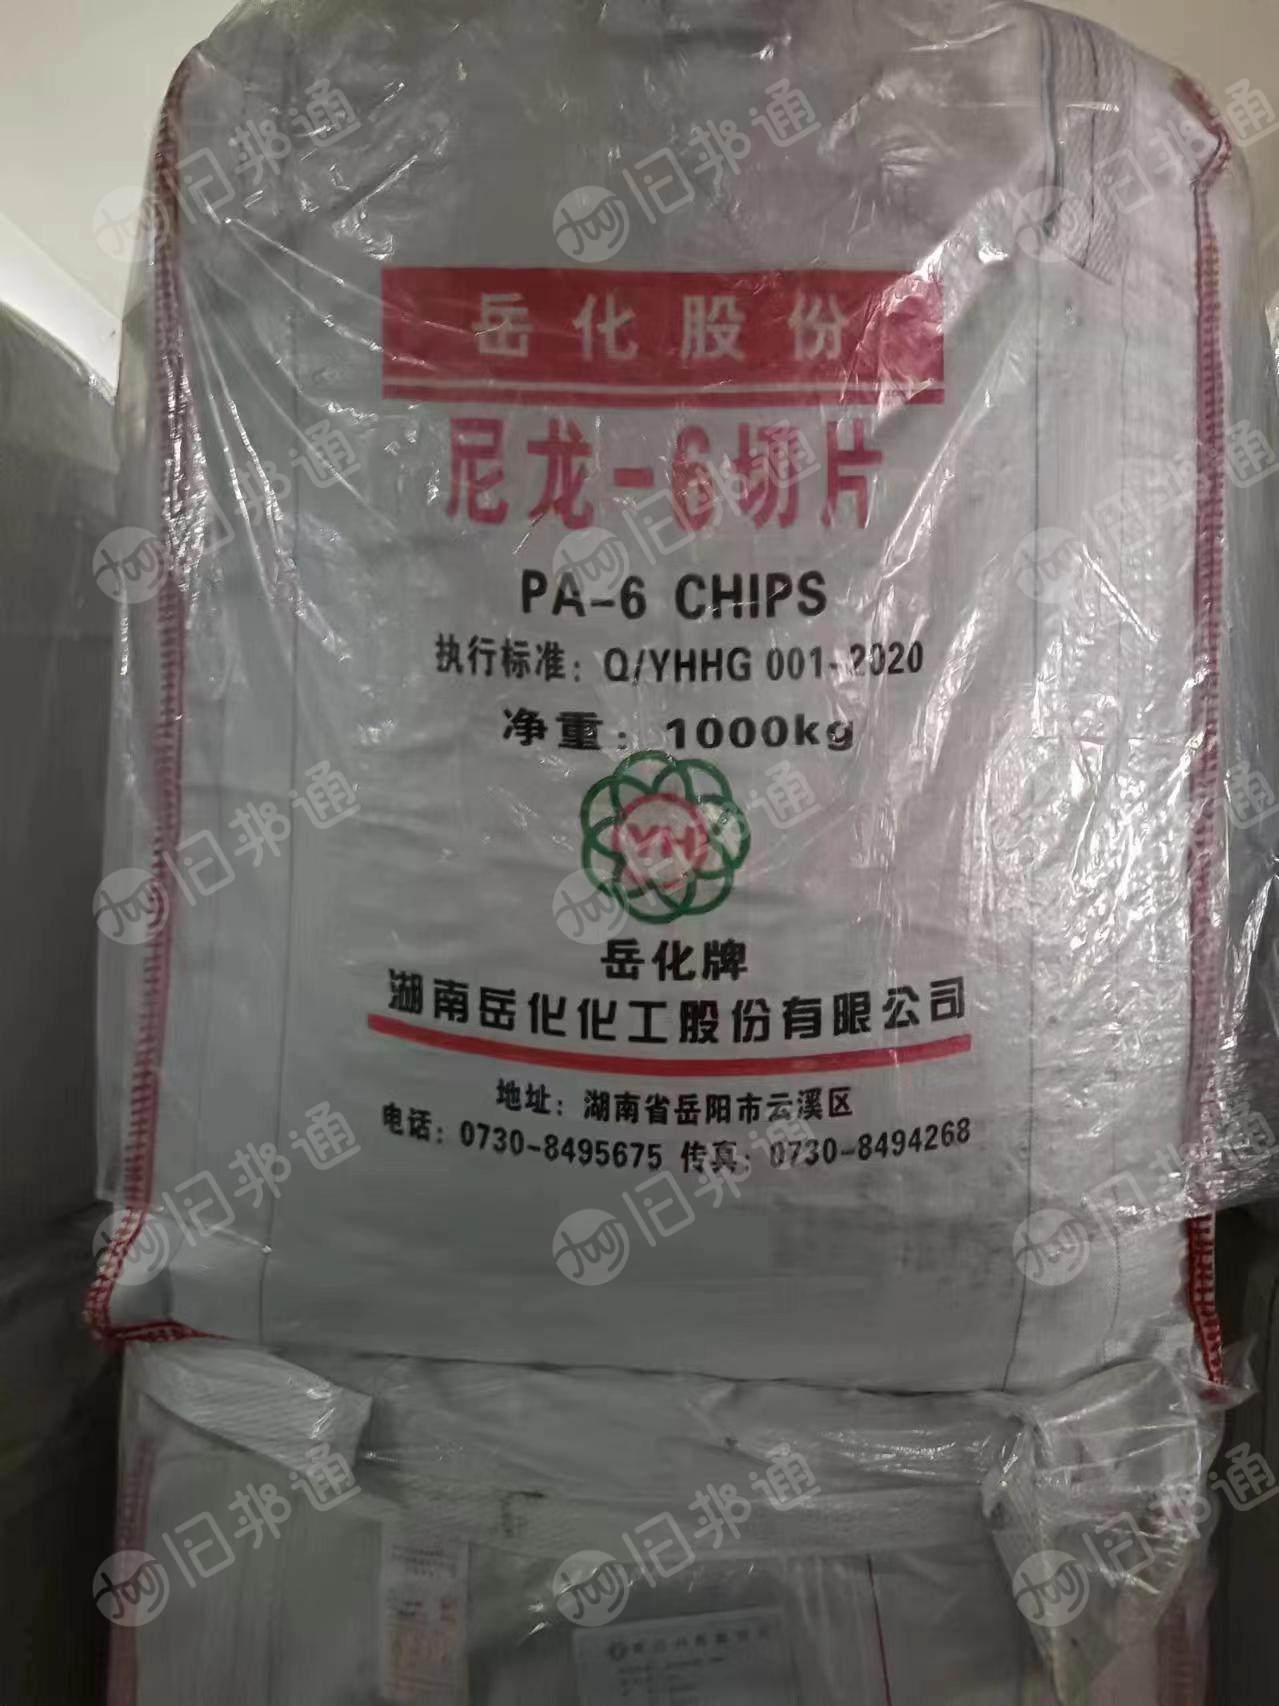 岳化股份
尼龙-6切片
PA-6 CHIPS
执行标准：Q/YHHG 001-2020
净重：1000kg
YH
岳化牌
湖南岳化化工股份有限公司
地址：湖南省岳阳市云溪区
电话：0730-8495675 传真：0730-8494268
旧邦通